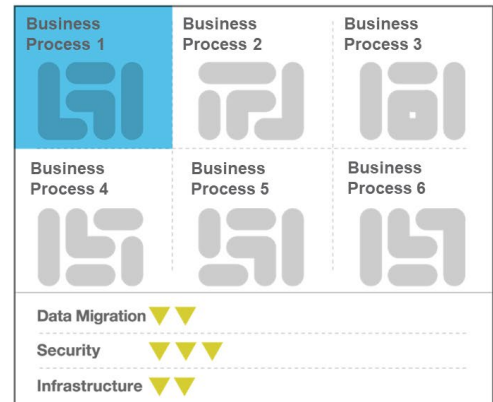 Business
Process 1
Business
Process 2
Business
Process 3
Business
Process 4
Business
Process 5
Business
Process 6
Data Migration
Security
Infrastructure